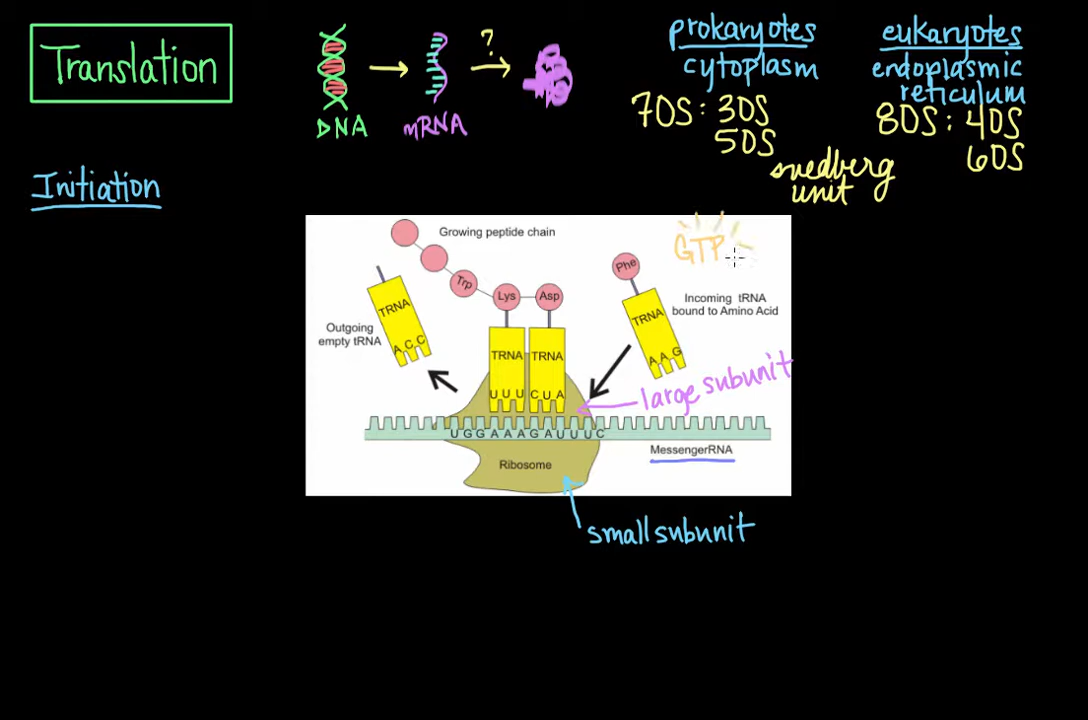 Translation
DNA
mRNA
?
prokaryotes
cytoplasm
70S : 30S
50S
eukaryotes
endoplasmic
reticulum
80S : 40S
60S
svedberg
unit
Initiation
Growing peptide chain
GTP
Trp
Lys
Asp
Phe
TRNA
A C C
Outgoing
empty tRNA
TRNA
U U U
TRNA
C U A
TRNA
A A G
Incoming tRNA
bound to Amino Acid
large subunit
U G G A A A G A U U U C
MessengerRNA
Ribosome
small subunit